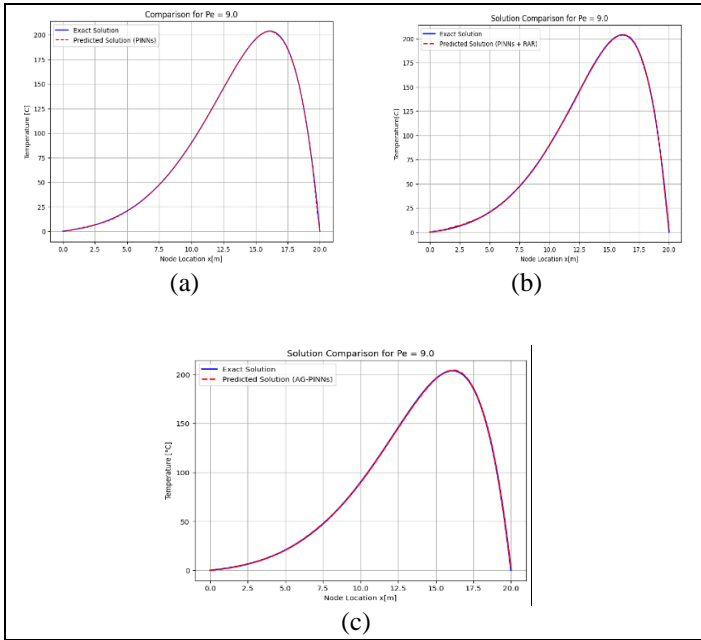 Comparison for Pe = 9.0
Exact Solution
Predicted Solution (PINNs)
Temperature [C]
200
175
150
125
100
75
50
25
0
0.0 2.5 5.0 7.5 10.0 12.5 15.0 17.5 20.0
Node Location x[m]
(a)
Solution Comparison for Pe = 9.0
Exact Solution
Predicted Solution (PINNs + RAR)
Temperature[C]
200
175
150
125
100
75
50
25
0
0.0 2.5 5.0 7.5 10.0 12.5 15.0 17.5 20.0
Node Location x[m]
(b)
Solution Comparison for Pe = 9.0
Exact Solution
Predicted Solution (AG-PINNs)
Temperature [°C]
200
150
100
50
0
0.0 2.5 5.0 7.5 10.0 12.5 15.0 17.5 20.0
Node Location x[m]
(c)